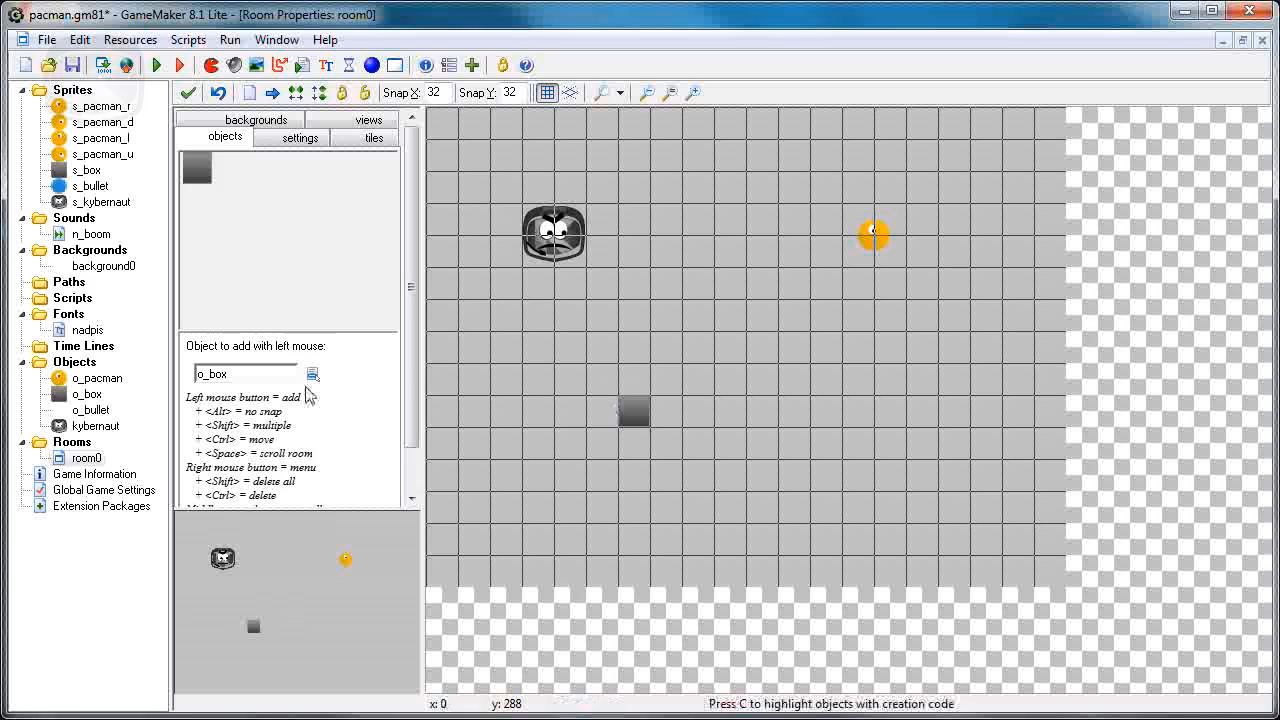 pacman.gm81* - GameMaker 8.1 Lite - [Room Properties: room0]
File Edit Resources Scripts Run Window Help
Snap X: 32 Snap Y: 32
Sprites
s_pacman_r
s_pacman_d
s_pacman_l
s_pacman_u
s_box
s_bullet
s_kybernaut
Sounds
n_boom
Backgrounds
background0
Paths
Scripts
Fonts
nadpis
Time Lines
Objects
o_pacman
o_box
o_bullet
kybernaut
Rooms
room0
Game Information
Global Game Settings
Extension Packages
backgrounds views
objects settings tiles
Object to add with left mouse:
o_box
Left mouse button = add
+ <Alt> = no snap
+ <Shift> = multiple
+ <Ctrl> = move
+ <Space> = scroll room
Right mouse button = menu
+ <Shift> = delete all
+ <Ctrl> = delete
x: 0 y: 288 Press C to highlight objects with creation code